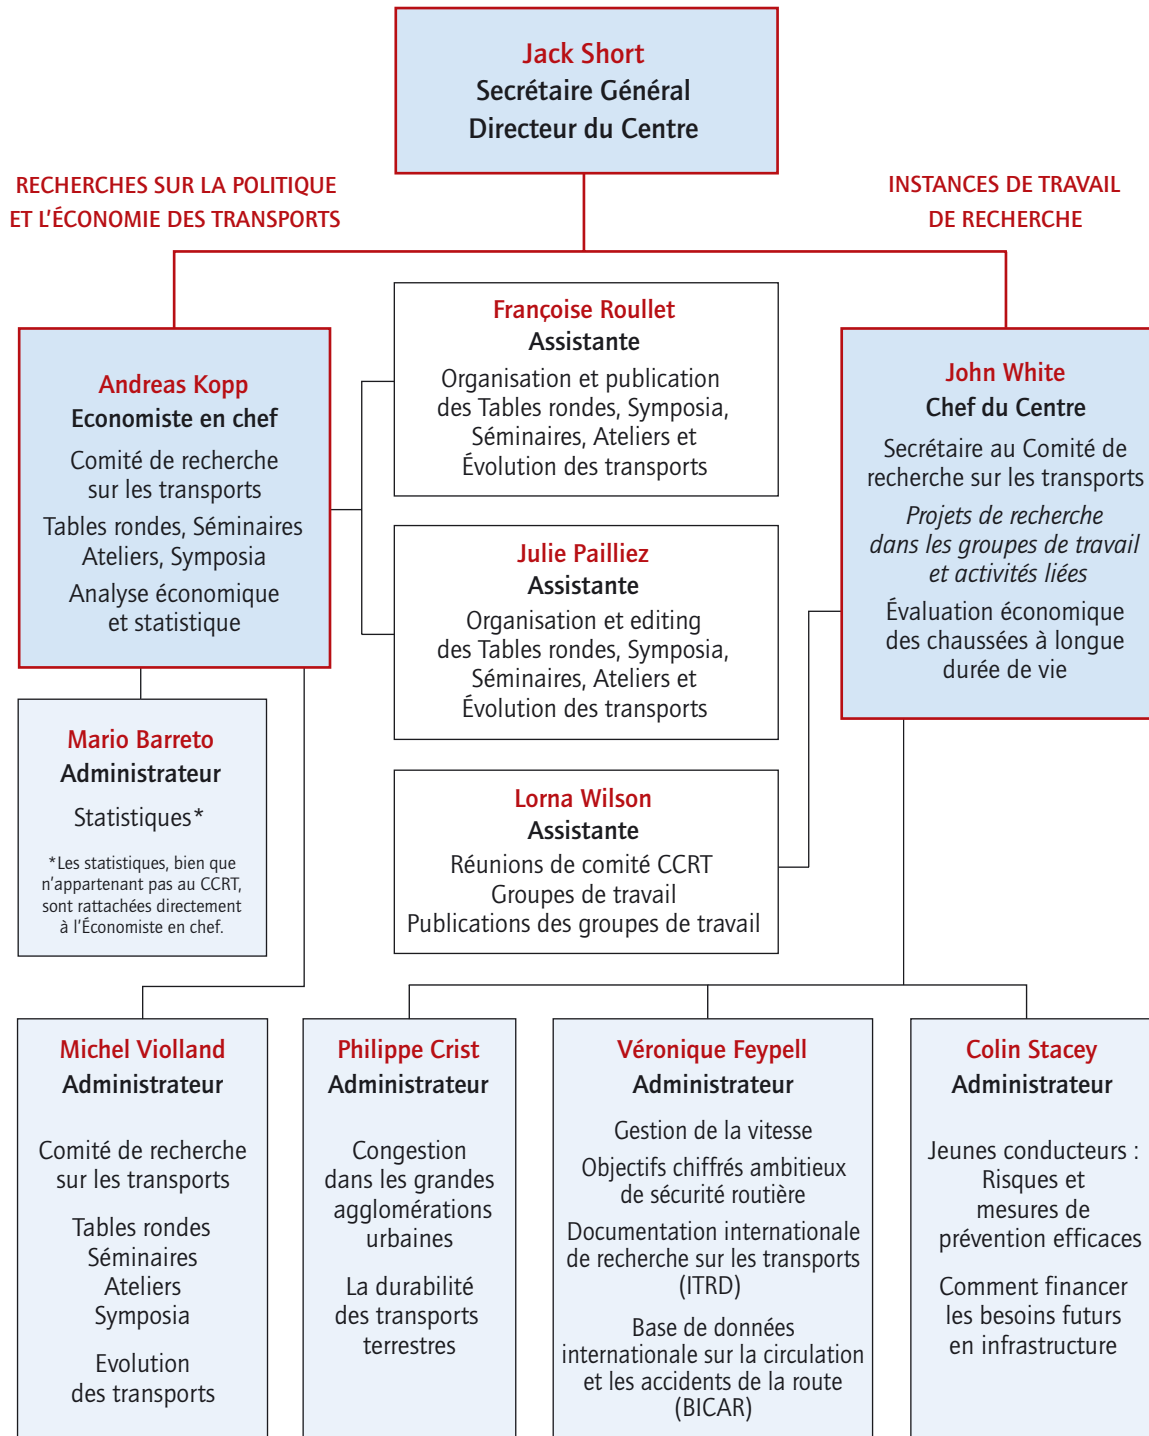 Jack Short
Secrétaire Général
Directeur du Centre
RECHERCHES SUR LA POLITIQUE
ET L'ÉCONOMIE DES TRANSPORTS
INSTANCES DE TRAVAIL
DE RECHERCHE
Andreas Kopp
Economiste en chef
Comité de recherche
sur les transports
Tables rondes, Séminaires
Ateliers, Symposia
Analyse économique
et statistique
Françoise Roullet
Assistante
Organisation et publication
des Tables rondes, Symposia,
Séminaires, Ateliers et
Évolution des transports
John White
Chef du Centre
Secrétaire au Comité de
recherche sur les transports
Projets de recherche
dans les groupes de travail
et activités liées
Évaluation économique
des chaussées à longue
durée de vie
Julie Pailliez
Assistante
Organisation et editing
des Tables rondes, Symposia,
Séminaires, Ateliers et
Évolution des transports
Mario Barreto
Administrateur
Statistiques*
*Les statistiques, bien que
n'appartenant pas au CCRT,
sont rattachées directement
à l'Économiste en chef.
Lorna Wilson
Assistante
Réunions de comité CCRT
Groupes de travail
Publications des groupes de travail
Michel Violland
Administrateur
Comité de recherche
sur les transports
Tables rondes
Séminaires
Ateliers
Symposia
Evolution
des transports
Philippe Crist
Administrateur
Congestion
dans les grandes
agglomérations
urbaines
La durabilité
des transports
terrestres
Véronique Feypell
Administrateur
Gestion de la vitesse
Objectifs chiffrés ambitieux
de sécurité routière
Documentation internationale
de recherche sur les transports
(ITRD)
Base de données
internationale sur la circulation
et les accidents de la route
(BICAR)
Colin Stacey
Administrateur
Jeunes conducteurs :
Risques et
mesures de
prévention efficaces
Comment financer
les besoins futurs
en infrastructure